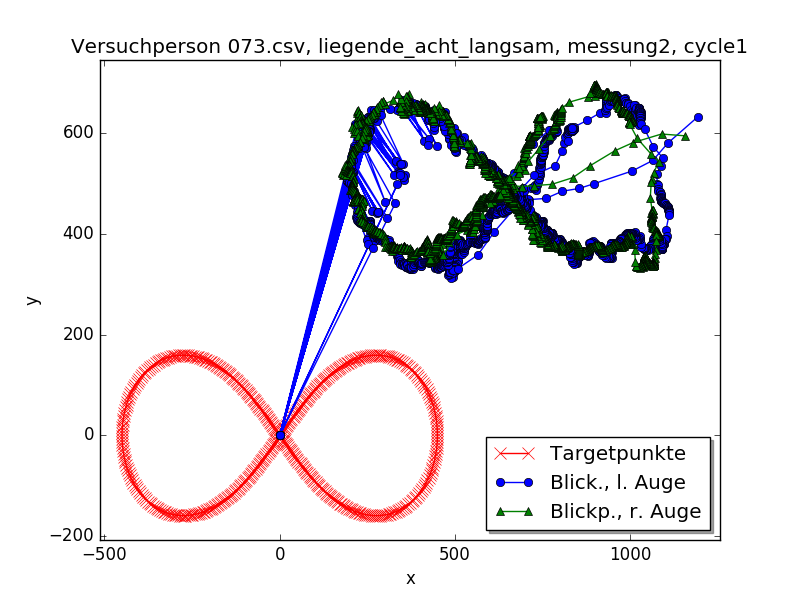 Versuchperson 073.csv, liegende_acht_langsam, messung2, cycle1
y
600
400
200
0
−200
−500
0
500
1000
x
Targetpunkte
Blick., l. Auge
Blickp., r. Auge